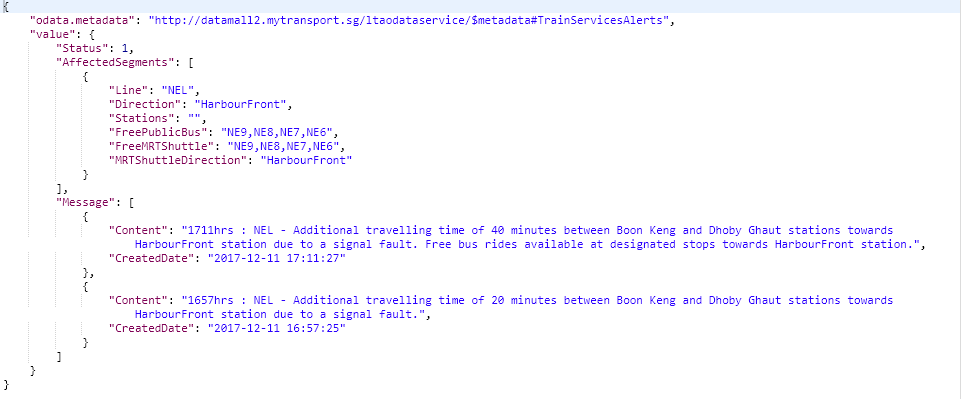 {
"odata.metadata": "http://datamall2.mytransport.sg/ltaodataservice/$metadata#TrainServicesAlerts",
"value": {
"Status": 1,
"AffectedSegments": [
{
"Line": "NEL",
"Direction": "HarbourFront",
"Stations": "",
"FreePublicBus": "NE9,NE8,NE7,NE6",
"FreeMRTShuttle": "NE9,NE8,NE7,NE6",
"MRTShuttleDirection": "HarbourFront"
}
],
"Message": [
{
"Content": "1711hrs : NEL - Additional travelling time of 40 minutes between Boon Keng and Dhoby Ghaut stations towards
HarbourFront station due to a signal fault. Free bus rides available at designated stops towards HarbourFront station.",
"CreatedDate": "2017-12-11 17:11:27"
},
{
"Content": "1657hrs : NEL - Additional travelling time of 20 minutes between Boon Keng and Dhoby Ghaut stations towards
HarbourFront station due to a signal fault.",
"CreatedDate": "2017-12-11 16:57:25"
}
]
}
}